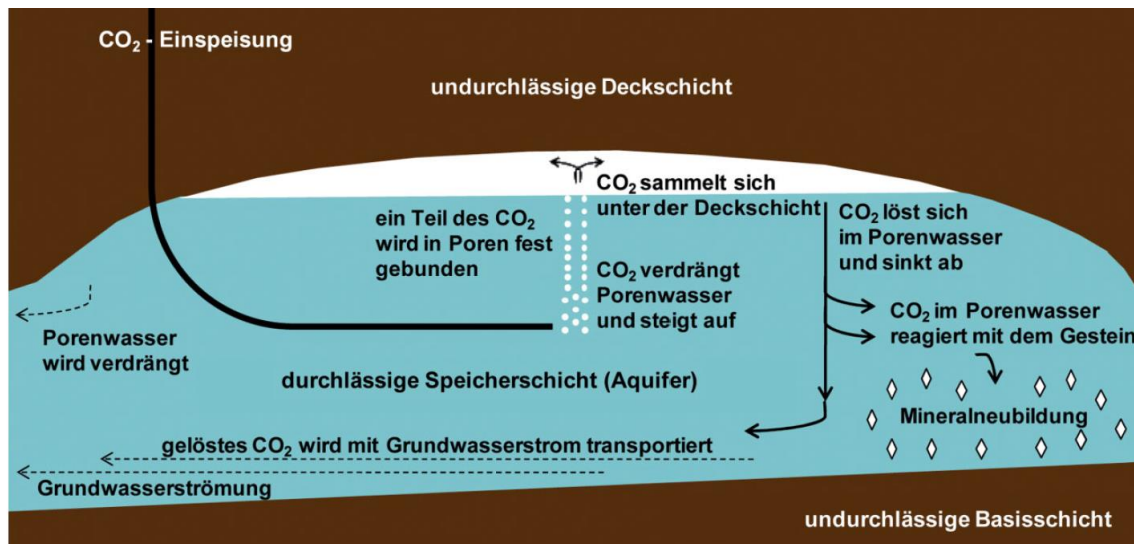 CO₂ - Einspeisung
undurchlässige Deckschicht
CO₂ sammelt sich
unter der Deckschicht
ein Teil des CO₂
wird in Poren fest
gebunden
CO₂ löst sich
im Porenwasser
und sinkt ab
CO₂ verdrängt
Porenwasser
und steigt auf
CO₂ im Porenwasser
reagiert mit dem Gestein
Porenwasser
wird verdrängt
durchlässige Speicherschicht (Aquifer)
Mineralneubildung
gelöstes CO₂ wird mit Grundwasserstrom transportiert
Grundwasserströmung
undurchlässige Basisschicht